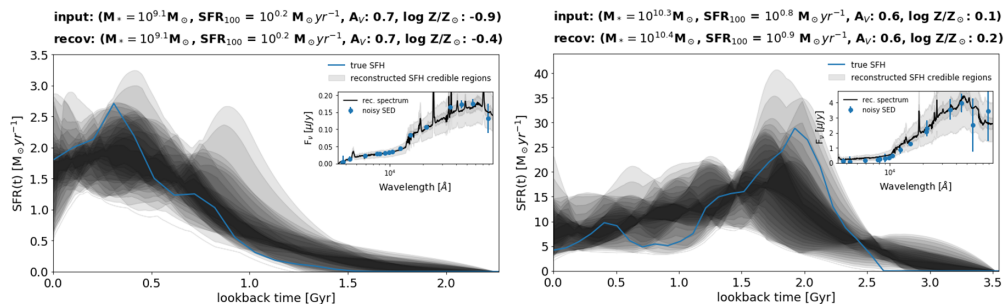 input: (M* = 10^9.1 M⊙, SFR100 = 10^0.2 M⊙yr^-1, AV: 0.7, log Z/Z⊙: -0.9)
recov: (M* = 10^9.1 M⊙, SFR100 = 10^0.2 M⊙yr^-1, AV: 0.7, log Z/Z⊙: -0.4)
3.5
3.0
2.5
2.0
1.5
1.0
0.5
0.0
SFR(t) [M⊙yr^-1]
true SFH
reconstructed SFH credible regions
0.20
0.15
0.10
0.05
0.00
Fν [μJy]
rec. spectrum
noisy SED
10^4
Wavelength [Å]
0.0 0.5 1.0 1.5 2.0
lookback time [Gyr]
input: (M* = 10^10.3 M⊙, SFR100 = 10^0.8 M⊙yr^-1, AV: 0.6, log Z/Z⊙: 0.1)
recov: (M* = 10^10.4 M⊙, SFR100 = 10^0.9 M⊙yr^-1, AV: 0.6, log Z/Z⊙: 0.2)
40
35
30
25
20
15
10
5
0
SFR(t) [M⊙yr^-1]
true SFH
reconstructed SFH credible regions
4
2
0
Fν [μJy]
rec. spectrum
noisy SED
10^4
Wavelength [Å]
0.0 0.5 1.0 1.5 2.0 2.5 3.0 3.5
lookback time [Gyr]